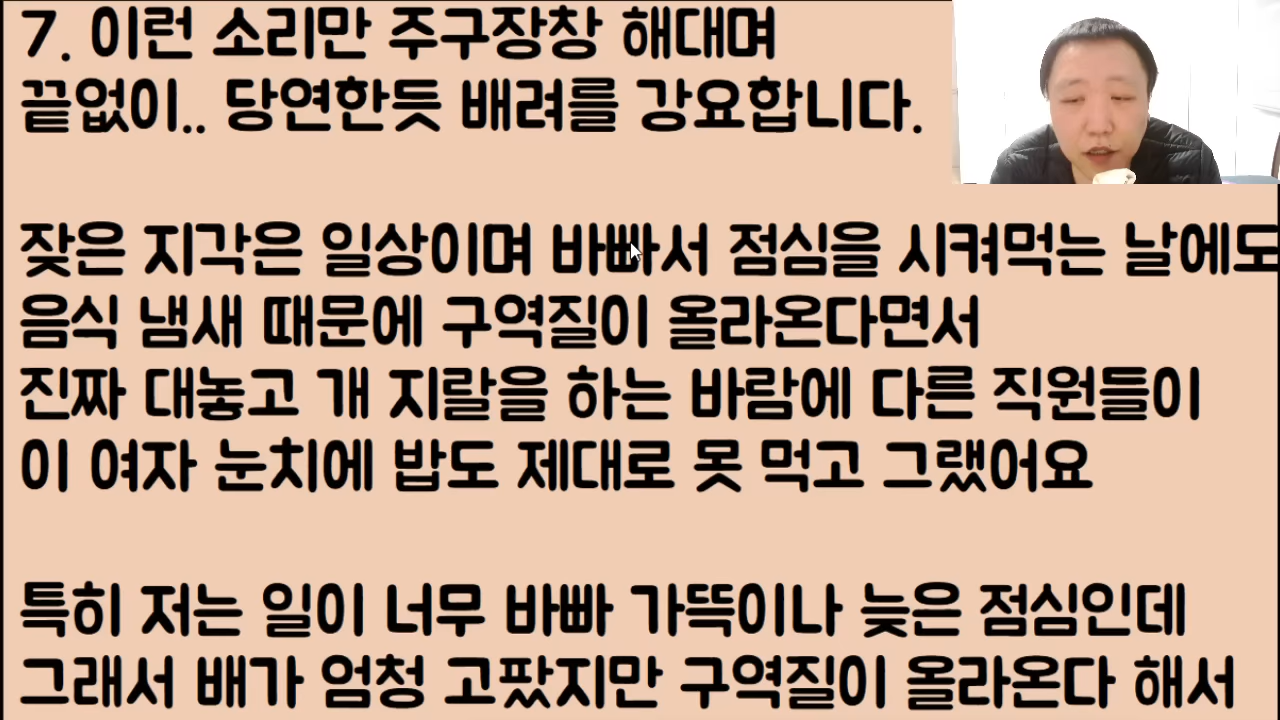 7. 이런 소리만 주구장창 해대며
끝없이.. 당연한듯 배려를 강요합니다.
잦은 지각은 일상이며 바빠서 점심을 시켜먹는 날에도
음식 냄새 때문에 구역질이 올라온다면서
진짜 대놓고 개 지랄을 하는 바람에 다른 직원들이
이 여자 눈치에 밥도 제대로 못 먹고 그랬어요
특히 저는 일이 너무 바빠 가뜩이나 늦은 점심인데
그래서 배가 엄청 고팠지만 구역질이 올라온다 해서